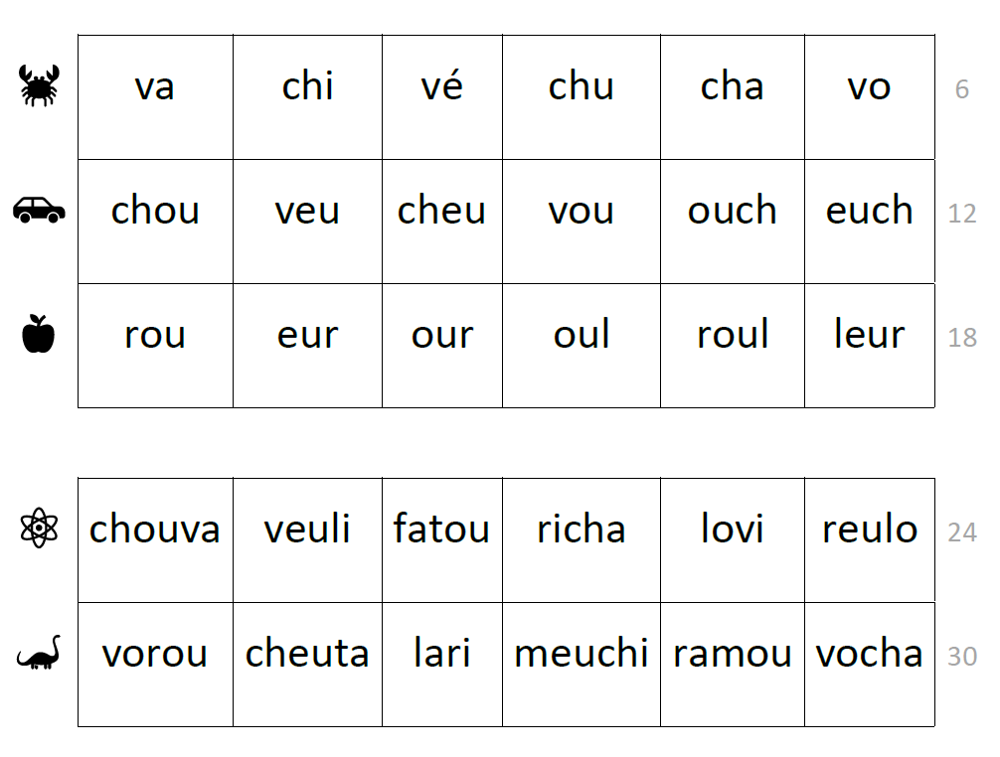 va chi vé chu cha vo 6
chou veu cheu vou ouch euch 12
rou eur our oul roul leur 18
chouva veuli fatou richa lovi reulo 24
vorou cheuta lari meuchi ramou vocha 30